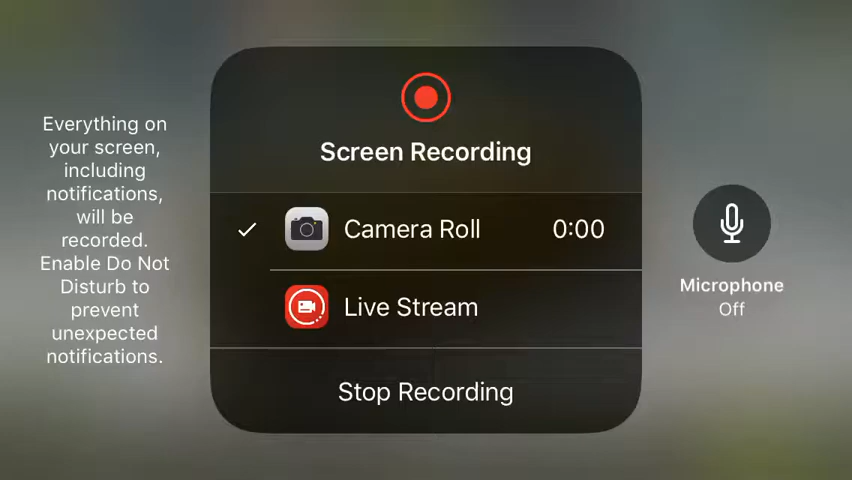 Everything on
your screen,
including
notifications,
will be
recorded.
Enable Do Not
Disturb to
prevent
unexpected
notifications.
Screen Recording
Camera Roll 0:00
Live Stream
Stop Recording
Microphone
Off